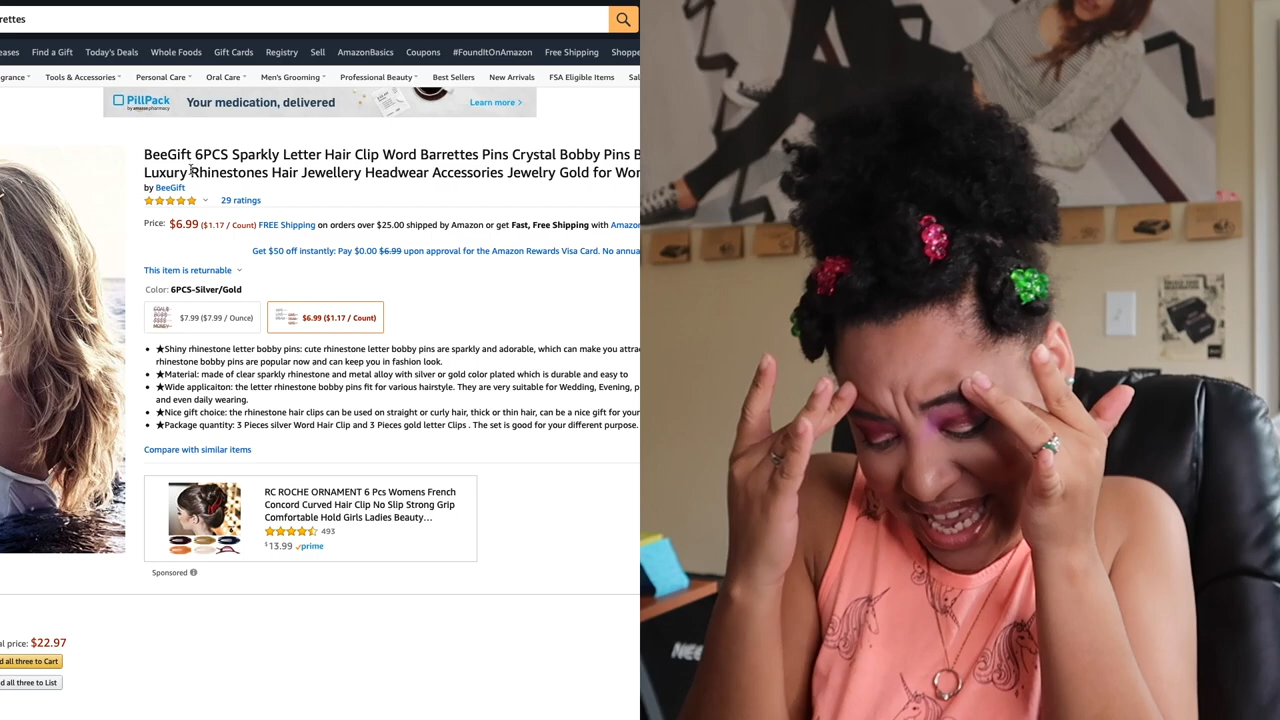 rettes
eases Find a Gift Today's Deals Whole Foods Gift Cards Registry Sell AmazonBasics Coupons #FoundItOnAmazon Free Shipping Shoppe
grance Tools & Accessories Personal Care Oral Care Men's Grooming Professional Beauty Best Sellers New Arrivals FSA Eligible Items Sal
PillPack
by amazon pharmacy
Your medication, delivered
Learn more >
BeeGift 6PCS Sparkly Letter Hair Clip Word Barrettes Pins Crystal Bobby Pins B
Luxury Rhinestones Hair Jewellery Headwear Accessories Jewelry Gold for Wor
by BeeGift
29 ratings
Price: $6.99 ($1.17 / Count) FREE Shipping on orders over $25.00 shipped by Amazon or get Fast, Free Shipping with Amazo
Get $50 off instantly: Pay $0.00 $6.99 upon approval for the Amazon Rewards Visa Card. No annua
This item is returnable
Color: 6PCS-Silver/Gold
$7.99 ($7.99 / Ounce)
$6.99 ($1.17 / Count)
★Shiny rhinestone letter bobby pins: cute rhinestone letter bobby pins are sparkly and adorable, which can make you attra
rhinestone bobby pins are popular now and can keep you in fashion look.
★Material: made of clear sparkly rhinestone and metal alloy with silver or gold color plated which is durable and easy to
★Wide applicaiton: the letter rhinestone bobby pins fit for various hairstyle. They are very suitable for Wedding, Evening, p
and even daily wearing.
★Nice gift choice: the rhinestone hair clips can be used on straight or curly hair, thick or thin hair, can be a nice gift for your
★Package quantity: 3 Pieces silver Word Hair Clip and 3 Pieces gold letter Clips . The set is good for your different purpose.
Compare with similar items
RC ROCHE ORNAMENT 6 Pcs Womens French
Concord Curved Hair Clip No Slip Strong Grip
Comfortable Hold Girls Ladies Beauty…
493
$13.99 prime
Sponsored
al price: $22.97
d all three to Cart
d all three to List